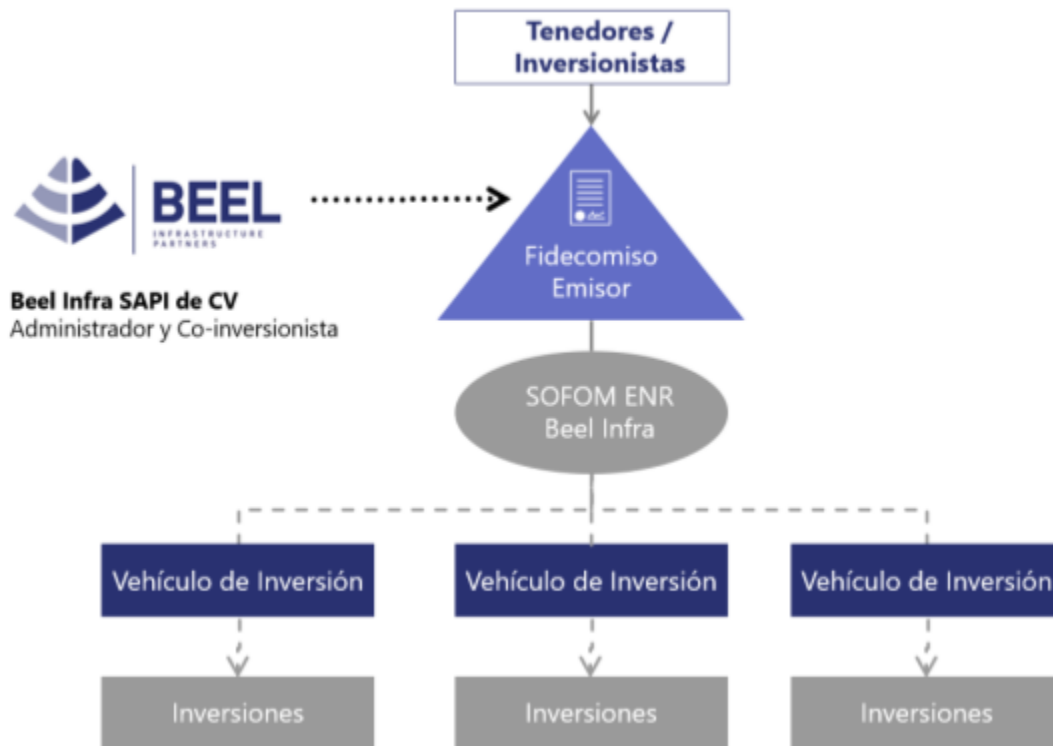 Tenedores /
Inversionistas
BEEL
INFRASTRUCTURE
PARTNERS
Fidecomiso
Emisor
Beel Infra SAPI de CV
Administrador y Co-inversionista
SOFOM ENR
Beel Infra
Vehículo de Inversión
Vehículo de Inversión
Vehículo de Inversión
Inversiones
Inversiones
Inversiones